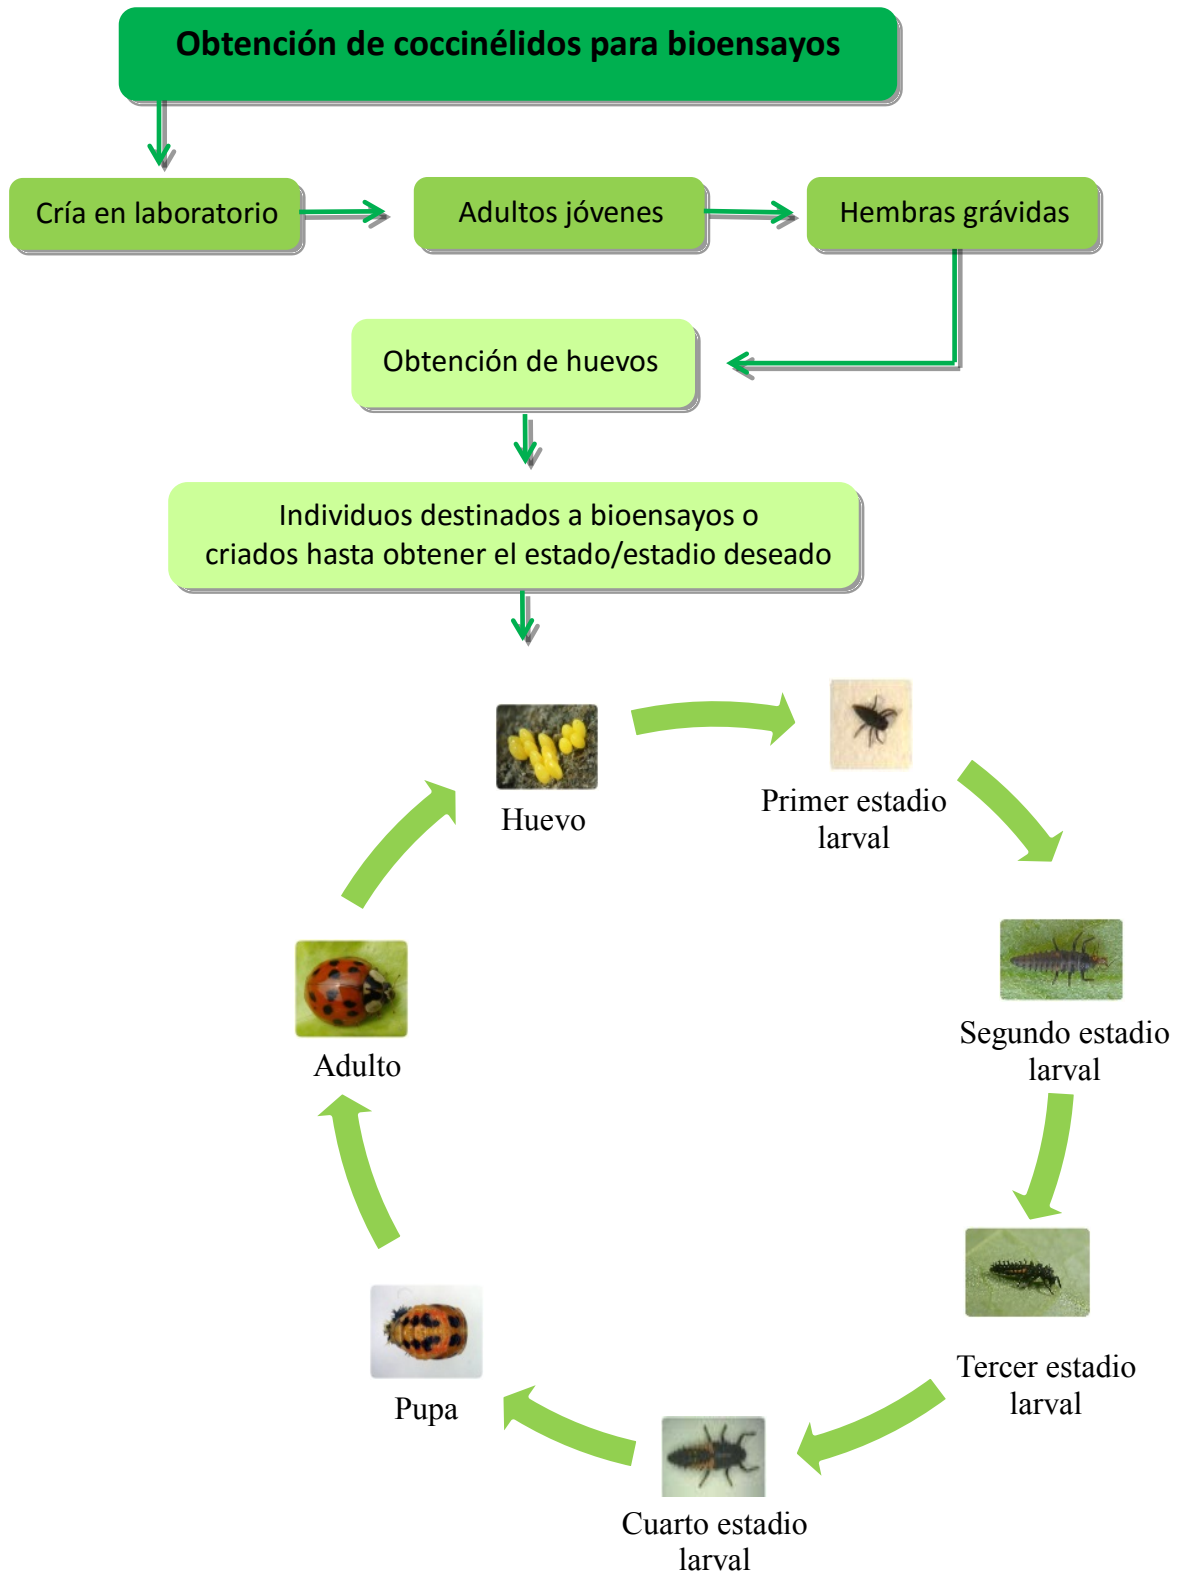 Obtención de coccinélidos para bioensayos
Cría en laboratorio
Adultos jóvenes
Hembras grávidas
Obtención de huevos
Individuos destinados a bioensayos o
criados hasta obtener el estado/estadio deseado
Huevo
Primer estadio
larval
Segundo estadio
larval
Tercer estadio
larval
Cuarto estadio
larval
Pupa
Adulto